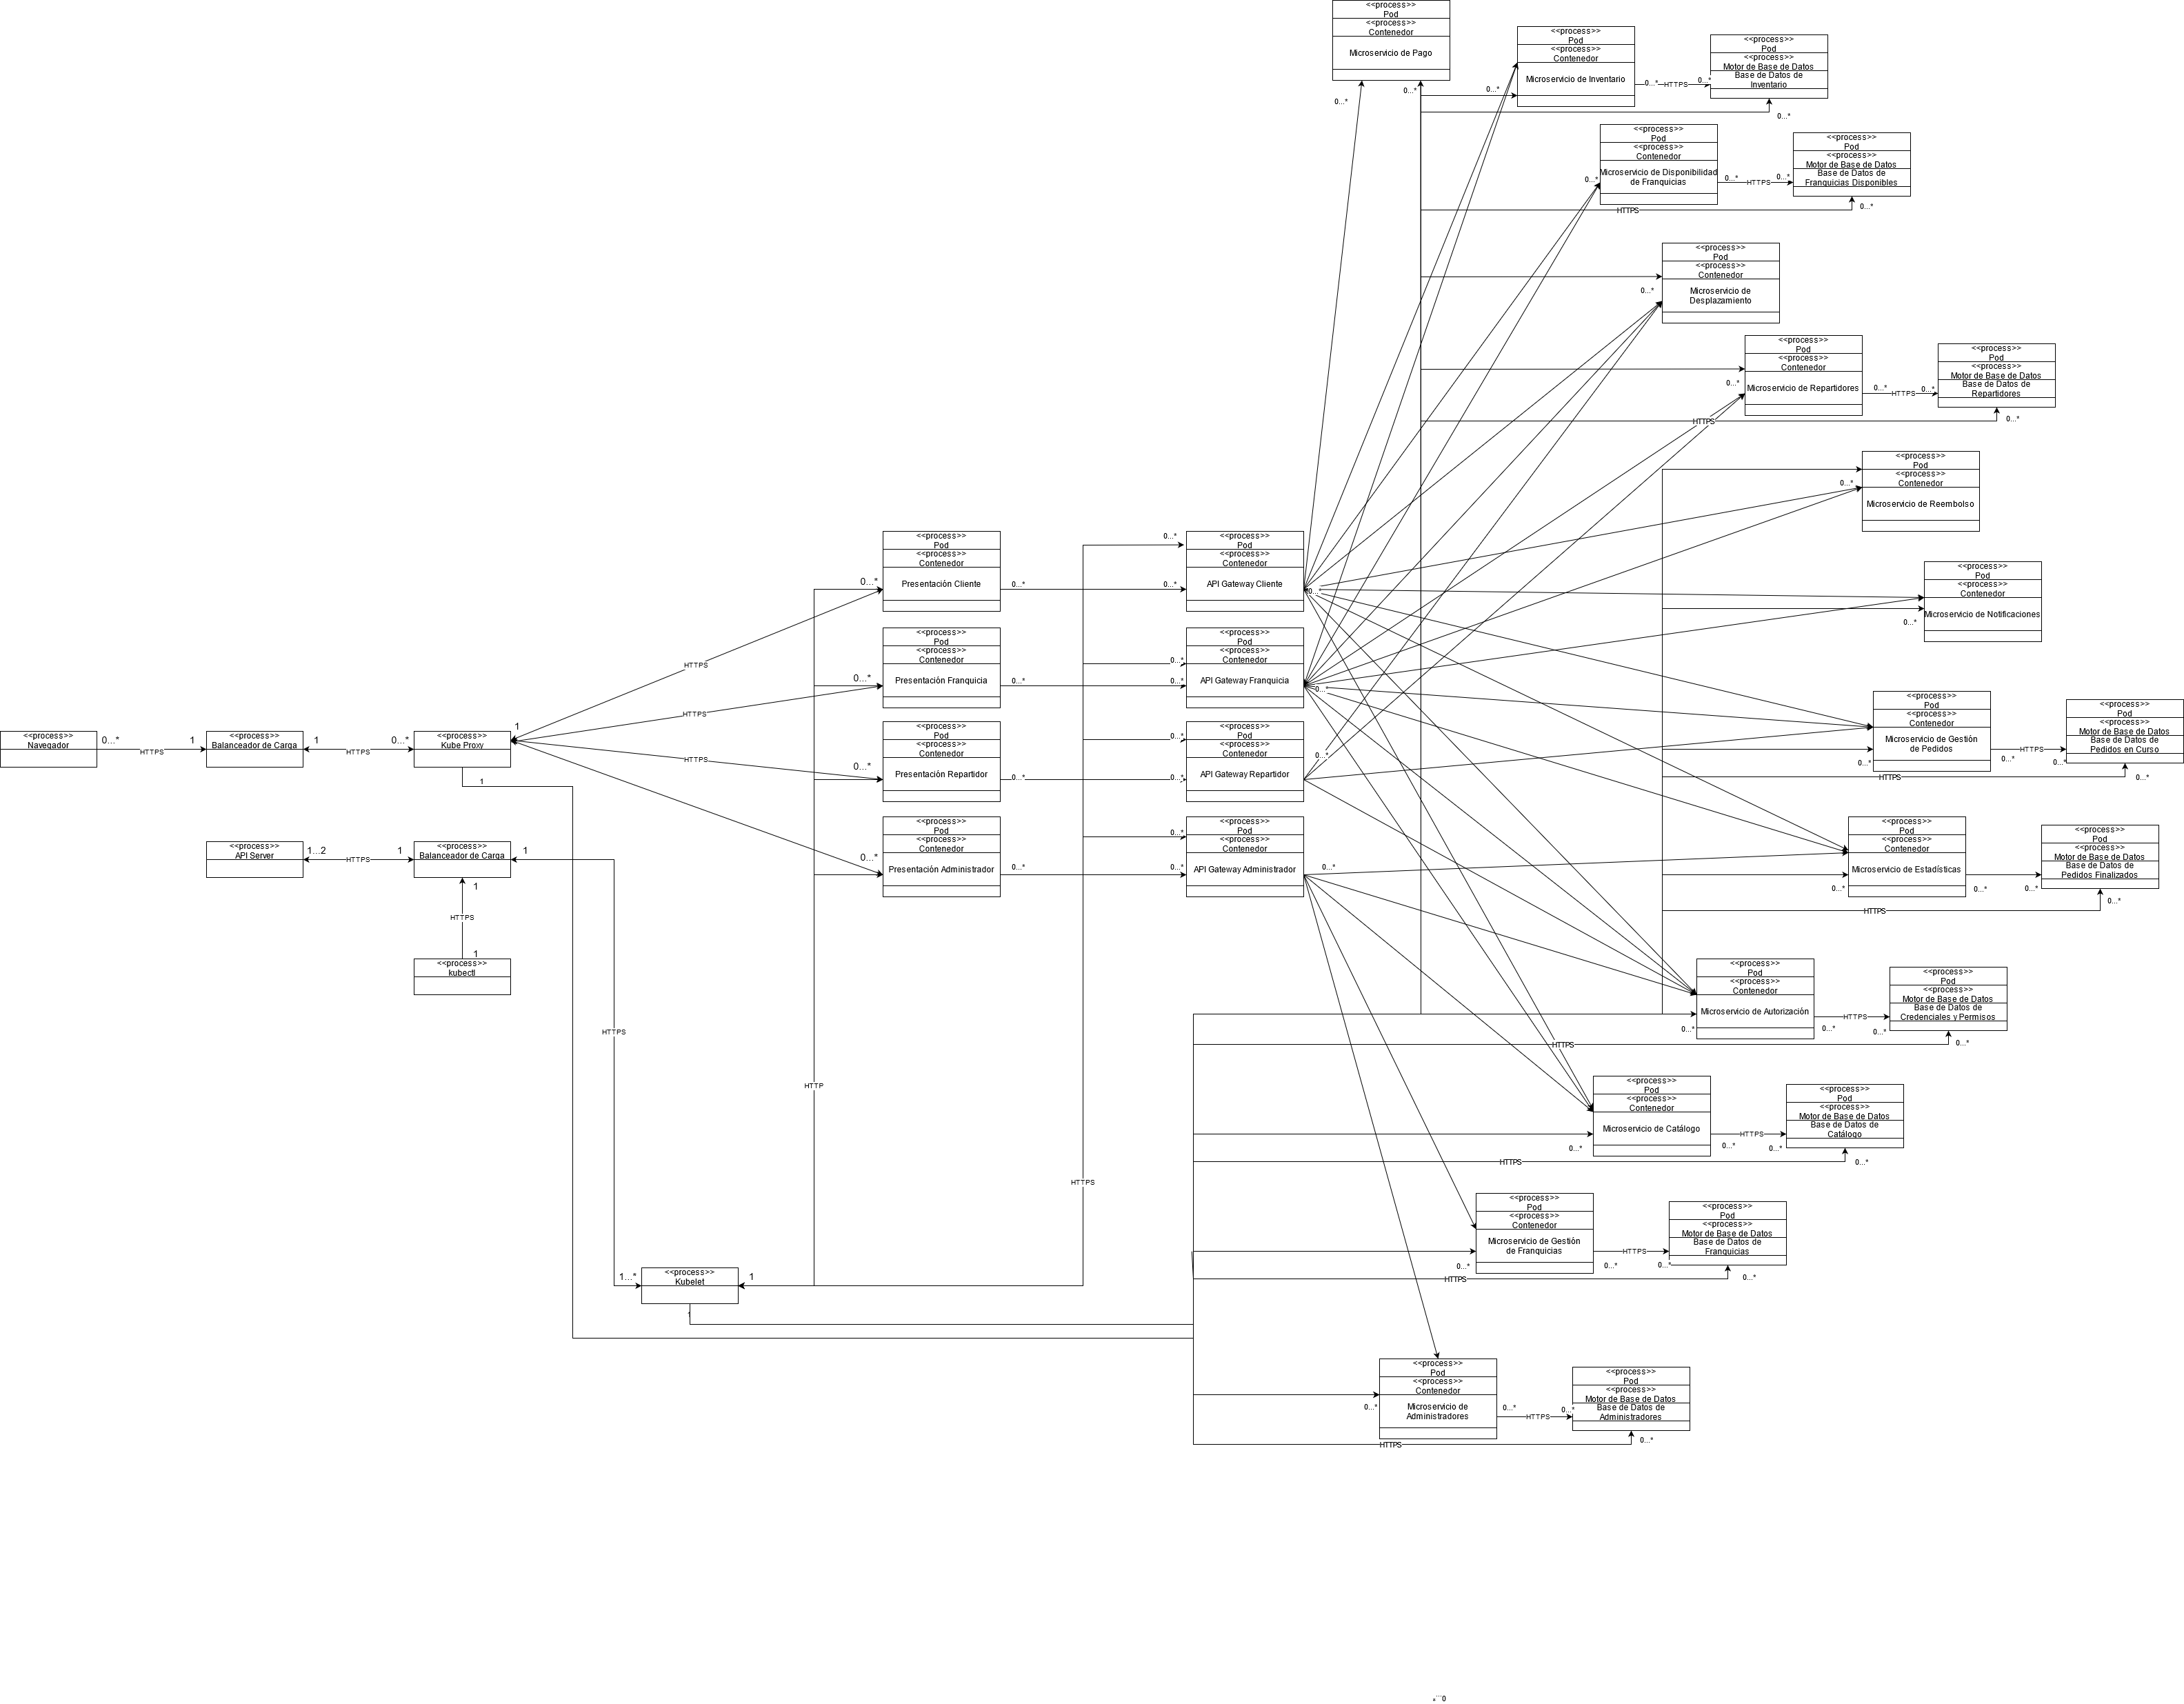 <<process>>
Pod
<<process>>
Contenedor
Microservicio de Pago
0...*
0...*
<<process>>
Pod
<<process>>
Contenedor
Microservicio de Inventario
0...*
0...*
HTTPS
0...*
<<process>>
Pod
<<process>>
Motor de Base de Datos
Base de Datos de
Inventario
0...*
<<process>>
Pod
<<process>>
Contenedor
Microservicio de Disponibilidad
de Franquicias
0...*
0...*
HTTPS
0...*
<<process>>
Pod
<<process>>
Motor de Base de Datos
Base de Datos de
Franquicias Disponibles
0...*
HTTPS
<<process>>
Pod
<<process>>
Contenedor
Microservicio de
Desplazamiento
0...*
<<process>>
Pod
<<process>>
Contenedor
Microservicio de Repartidores
0...*
0...*
HTTPS
0...*
<<process>>
Pod
<<process>>
Motor de Base de Datos
Base de Datos de
Repartidores
0...*
HTTPS
<<process>>
Pod
<<process>>
Contenedor
Microservicio de Reembolso
0...*
<<process>>
Pod
<<process>>
Contenedor
Microservicio de Notificaciones
0...*
<<process>>
Pod
<<process>>
Contenedor
Presentación Cliente
0...*
0...*
HTTPS
<<process>>
Pod
<<process>>
Contenedor
API Gateway Cliente
0...*
0...*
0...*
<<process>>
Pod
<<process>>
Contenedor
Presentación Franquicia
0...*
0...*
HTTPS
<<process>>
Pod
<<process>>
Contenedor
API Gateway Franquicia
0...*
0...*
0...*
<<process>>
Navegador
0...*
HTTPS
1
<<process>>
Balanceador de Carga
1
HTTPS
0...*
<<process>>
Kube Proxy
1
1
<<process>>
Pod
<<process>>
Contenedor
Presentación Repartidor
0...*
0...*
HTTPS
<<process>>
Pod
<<process>>
Contenedor
API Gateway Repartidor
0...*
0...*
0...*
<<process>>
Pod
<<process>>
Contenedor
Microservicio de Gestión
de Pedidos
0...*
0...*
HTTPS
0...*
<<process>>
Pod
<<process>>
Motor de Base de Datos
Base de Datos de
Pedidos en Curso
0...*
HTTPS
<<process>>
API Server
1...2
HTTPS
1
<<process>>
Balanceador de Carga
1
1
HTTPS
1
<<process>>
kubectl
<<process>>
Pod
<<process>>
Contenedor
Presentación Administrador
0...*
0...*
<<process>>
Pod
<<process>>
Contenedor
API Gateway Administrador
0...*
0...*
0...*
<<process>>
Pod
<<process>>
Contenedor
Microservicio de Estadísticas
0...*
0...*
0...*
<<process>>
Pod
<<process>>
Motor de Base de Datos
Base de Datos de
Pedidos Finalizados
0...*
HTTPS
<<process>>
Pod
<<process>>
Contenedor
Microservicio de Autorización
0...*
0...*
HTTPS
0...*
<<process>>
Pod
<<process>>
Motor de Base de Datos
Base de Datos de
Credenciales y Permisos
0...*
HTTPS
HTTPS
HTTP
HTTPS
<<process>>
Pod
<<process>>
Contenedor
Microservicio de Catálogo
0...*
0...*
HTTPS
0...*
<<process>>
Pod
<<process>>
Motor de Base de Datos
Base de Datos de
Catálogo
0...*
HTTPS
<<process>>
Pod
<<process>>
Contenedor
Microservicio de Gestión
de Franquicias
0...*
0...*
HTTPS
0...*
<<process>>
Pod
<<process>>
Motor de Base de Datos
Base de Datos de
Franquicias
0...*
HTTPS
1...*
<<process>>
Kubelet
1
1
<<process>>
Pod
<<process>>
Contenedor
Microservicio de
Administradores
0...*
0...*
HTTPS
0...*
<<process>>
Pod
<<process>>
Motor de Base de Datos
Base de Datos de
Administradores
0...*
HTTPS
0...*